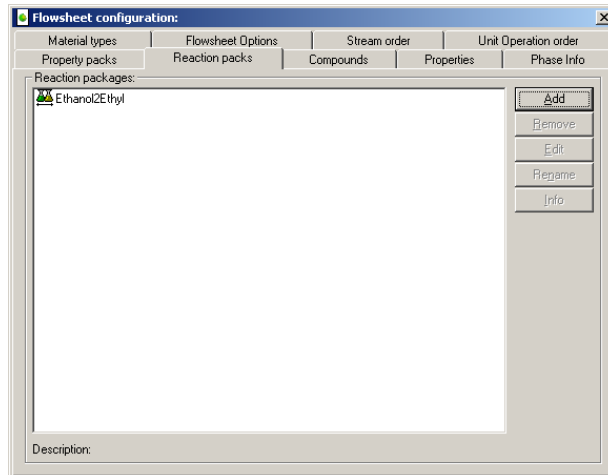 Flowsheet configuration:
Material types
Flowsheet Options
Stream order
Unit Operation order
Property packs
Reaction packs
Compounds
Properties
Phase Info
Reaction packages:
Ethanol2Ethyl
Add
Remove
Edit
Rename
Info
Description: